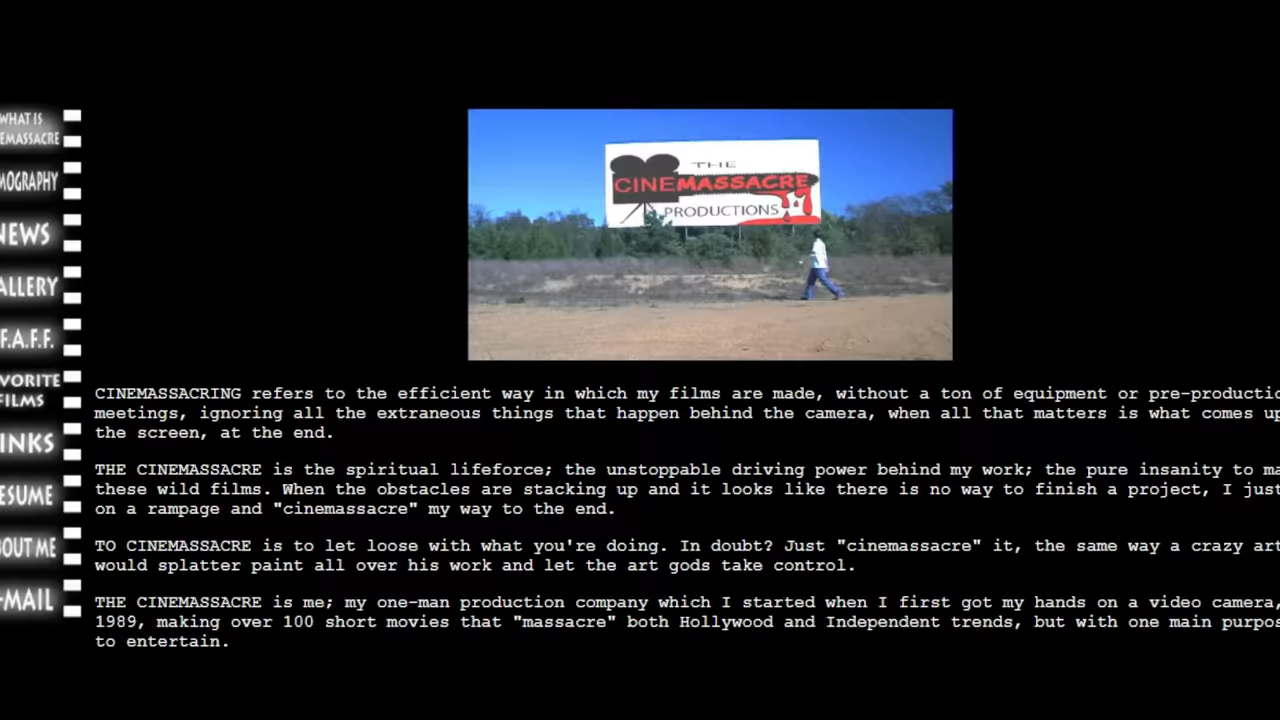 WHAT IS
EMASSACRE
MOGRAPHY
NEWS
ALLERY
F.A.F.F.
VORITE
FILMS
INKS
ESUME
BOUT ME
-MAIL
THE
CINEMASSACRE
PRODUCTIONS
CINEMASSACRING refers to the efficient way in which my films are made, without a ton of equipment or pre-productio
meetings, ignoring all the extraneous things that happen behind the camera, when all that matters is what comes up
the screen, at the end.
THE CINEMASSACRE is the spiritual lifeforce; the unstoppable driving power behind my work; the pure insanity to ma
these wild films. When the obstacles are stacking up and it looks like there is no way to finish a project, I just
on a rampage and "cinemassacre" my way to the end.
TO CINEMASSACRE is to let loose with what you're doing. In doubt? Just "cinemassacre" it, the same way a crazy art
would splatter paint all over his work and let the art gods take control.
THE CINEMASSACRE is me; my one-man production company which I started when I first got my hands on a video camera,
1989, making over 100 short movies that "massacre" both Hollywood and Independent trends, but with one main purpos
to entertain.